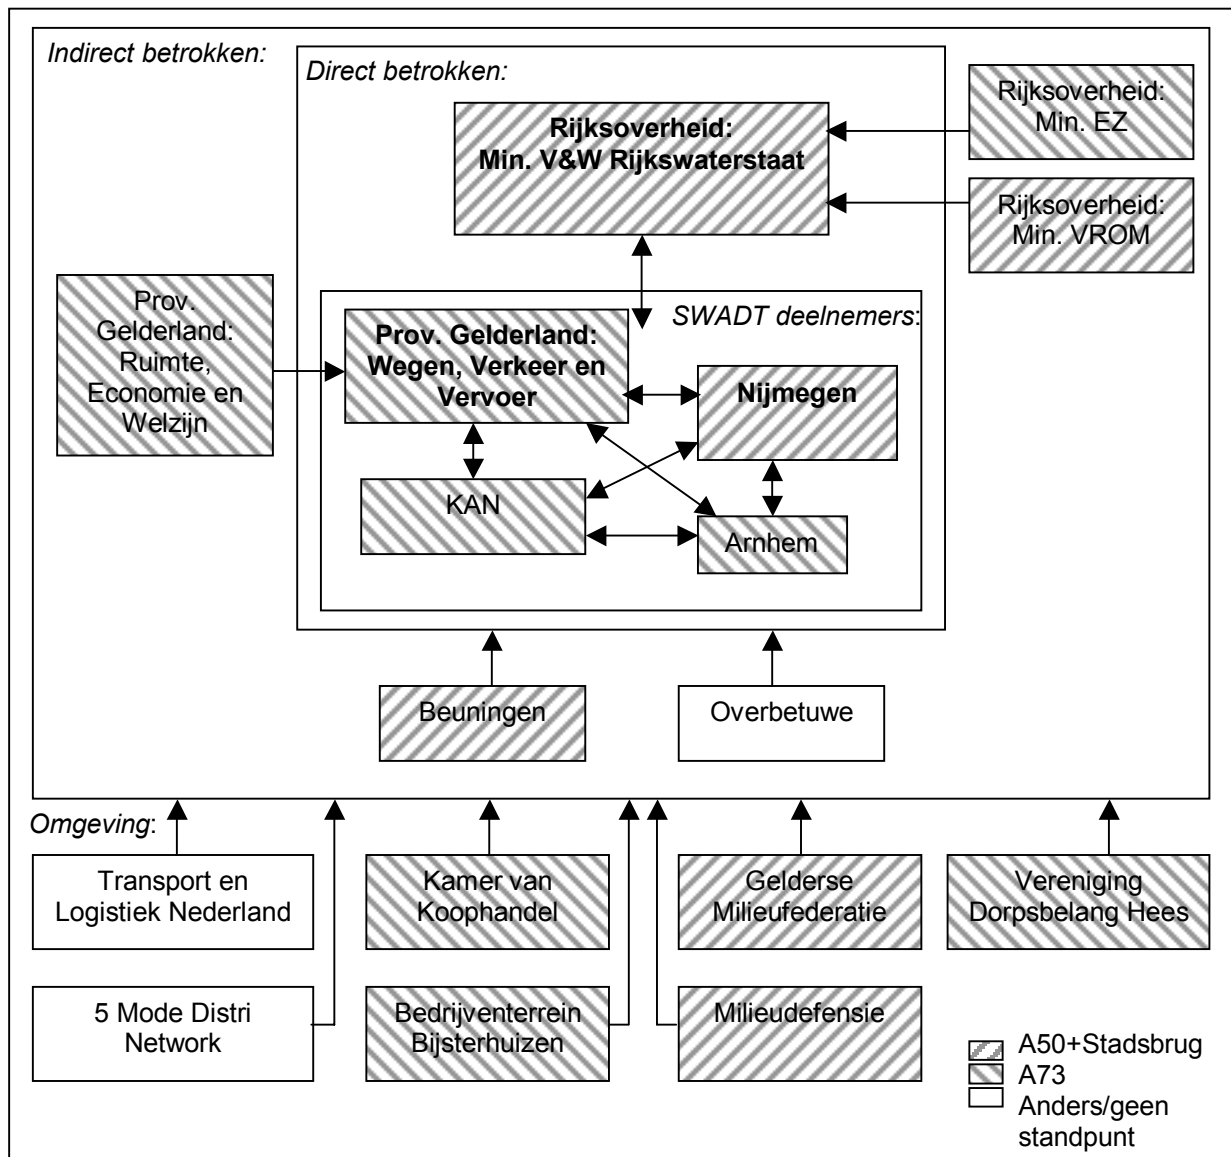 Indirect betrokken:
Direct betrokken:
Rijksoverheid:
Min. V&W Rijkswaterstaat
Rijksoverheid:
Min. EZ
Rijksoverheid:
Min. VROM
Prov.
Gelderland:
Ruimte,
Economie en
Welzijn
SWADT deelnemers:
Prov. Gelderland:
Wegen, Verkeer en
Vervoer
Nijmegen
KAN
Arnhem
Beuningen
Overbetuwe
Omgeving:
Transport en
Logistiek Nederland
Kamer van
Koophandel
Gelderse
Milieufederatie
Vereniging
Dorpsbelang Hees
5 Mode Distri
Network
Bedrijventerrein
Bijsterhuizen
Milieudefensie
A50+Stadsbrug
A73
Anders/geen
standpunt